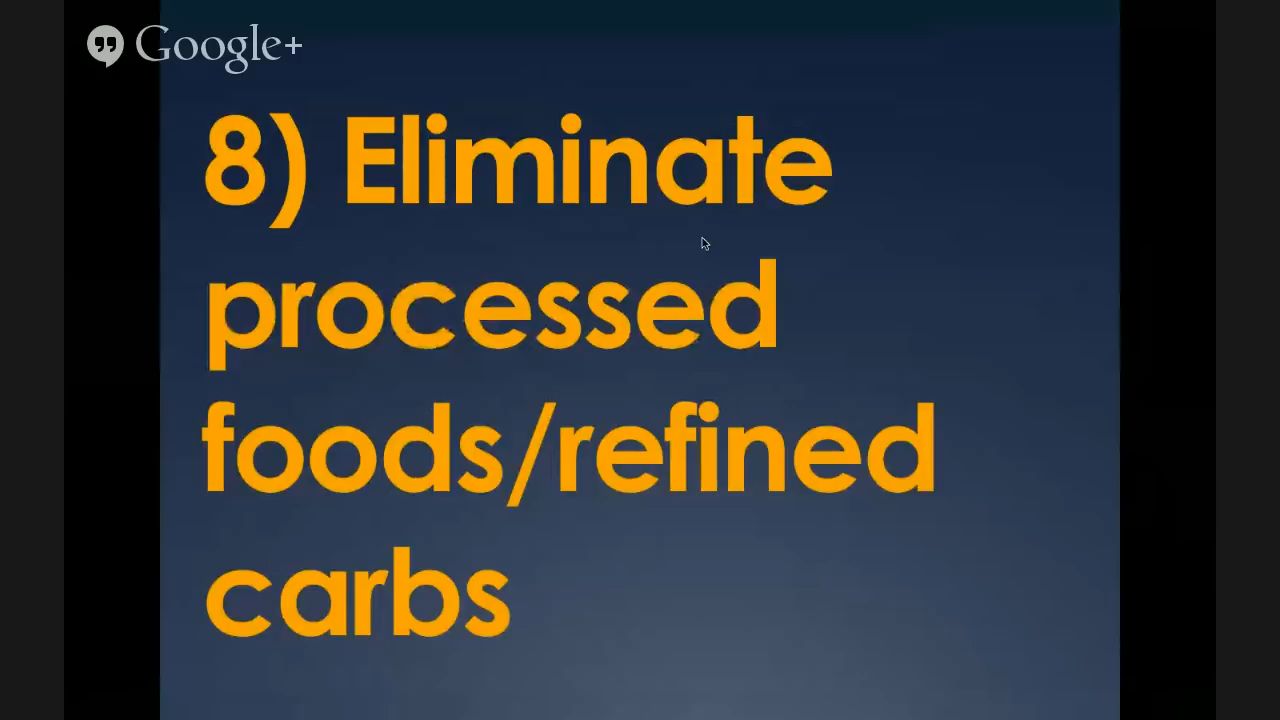 Google+
8) Eliminate
processed
foods/refined
carbs